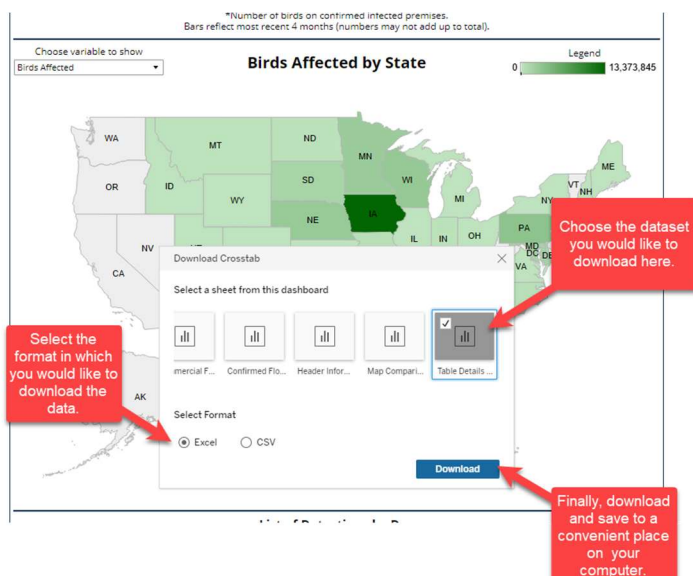 *Number of birds on confirmed infected premises.
Bars reflect most recent 4 months (numbers may not add up to total).
Choose variable to show
Birds Affected
Birds Affected by State
Legend
0
13,373,845
WA
MT
ND
MN
ME
OR
ID
SD
WI
VT
NH
WY
MI
NY
NE
IA
PA
IL
IN
OH
NV
MD
DC
DE
CA
VA
AK
Choose the dataset
you would like to
download here.
Download Crosstab
Select a sheet from this dashboard
mmercial F...
Confirmed Flo...
Header Infor...
Map Compari...
Table Details ...
Select the
format in which
you would like to
download the
data.
Select Format
Excel
CSV
Download
Finally, download
and save to a
convenient place
on your
computer.